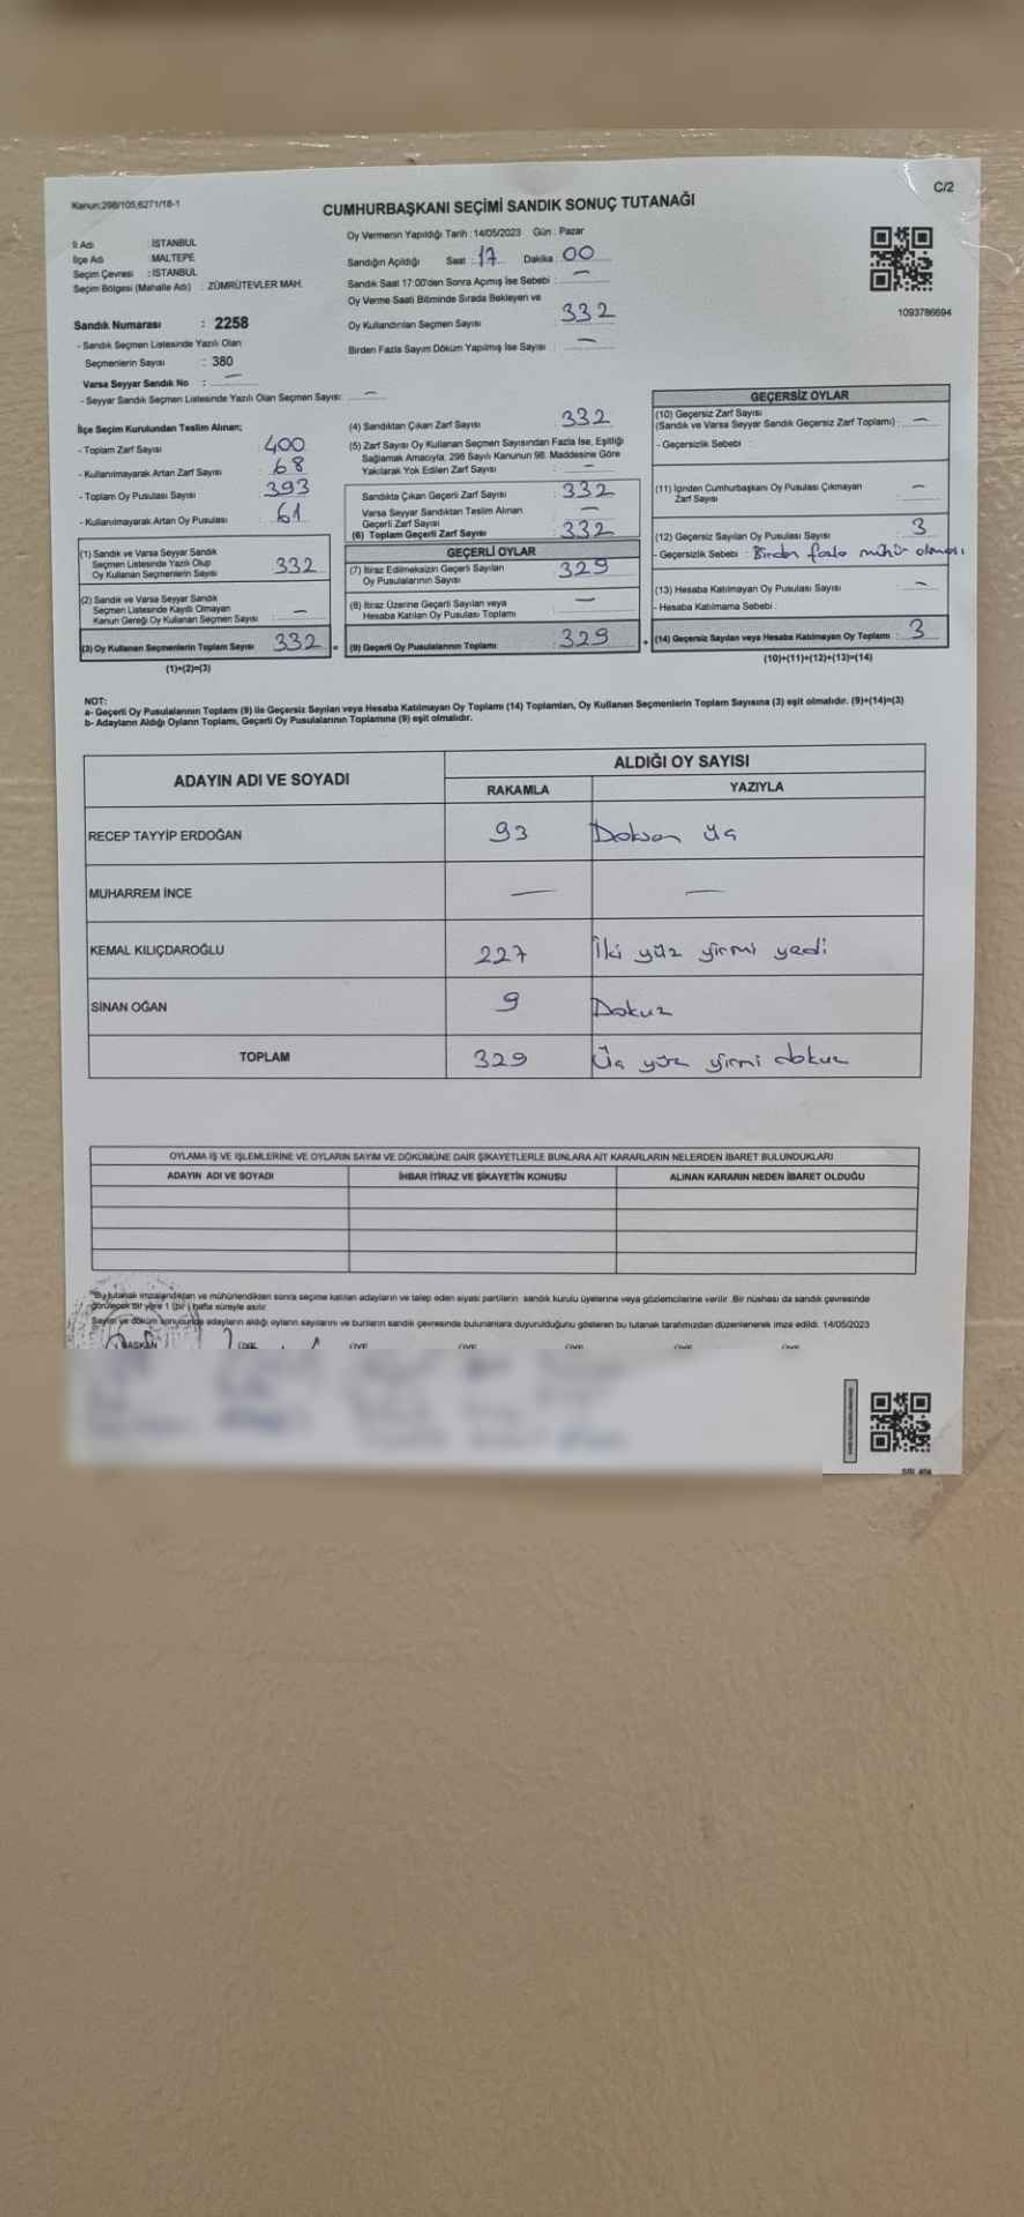 Kanun:298/105,6271/18-1
C/2
CUMHURBAŞKANI SEÇİMİ SANDIK SONUÇ TUTANAĞI
İl Adı : İSTANBUL
İlçe Adı : MALTEPE
Seçim Çevresi : İSTANBUL
Seçim Bölgesi (Mahalle Adı) : ZÜMRÜTEVLER MAH.
Sandık Numarası : 2258
- Sandık Seçmen Listesinde Yazılı Olan
Seçmenlerin Sayısı : 380
Varsa Seyyar Sandık No : —
- Seyyar Sandık Seçmen Listesinde Yazılı Olan Seçmen Sayısı: —
Oy Vermenin Yapıldığı Tarih : 14/05/2023 Gün : Pazar
Sandığın Açıldığı Saat : 17 Dakika : 00
Sandık Saat 17:00'den Sonra Açımış İse Sebebi : —
Oy Verme Saati Bitiminde Sırada Bekleyen ve
Oy Kullandırılan Seçmen Sayısı 332
Birden Fazla Sayım Döküm Yapılmış İse Sayısı : —
1093786694
İlçe Seçim Kurulundan Teslim Alınan;
- Toplam Zarf Sayısı 400
- Kullanılmayarak Artan Zarf Sayısı 68
- Toplam Oy Pusulası Sayısı 393
- Kullanılmayarak Artan Oy Pusulası 61
(1) Sandık ve Varsa Seyyar Sandık
Seçmen Listesinde Yazılı Olup
Oy Kullanan Seçmenlerin Sayısı 332
(2) Sandık ve Varsa Seyyar Sandık
Seçmen Listesinde Kayıtlı Olmayan
Kanun Gereği Oy Kullanan Seçmen Sayısı —
(3) Oy Kullanan Seçmenlerin Toplam Sayısı 332
(1)+(2)=(3)
(4) Sandıktan Çıkan Zarf Sayısı 332
(5) Zarf Sayısı Oy Kullanan Seçmen Sayısından Fazla İse, Eşitliği
Sağlamak Amacıyla, 298 Sayılı Kanunun 98. Maddesine Göre
Yakılarak Yok Edilen Zarf Sayısı —
Sandıkta Çıkan Geçerli Zarf Sayısı 332
Varsa Seyyar Sandıktan Teslim Alınan
Geçerli Zarf Sayısı —
(6) Toplam Geçerli Zarf Sayısı 332
GEÇERLİ OYLAR
(7) İtiraz Edilmeksizin Geçerli Sayılan
Oy Pusulalarının Sayısı 329
(8) İtiraz Üzerine Geçerli Sayılan veya
Hesaba Katılan Oy Pusulası Toplamı —
= (9) Geçerli Oy Pusulalarının Toplamı 329
GEÇERSİZ OYLAR
(10) Geçersiz Zarf Sayısı
(Sandık ve Varsa Seyyar Sandık Geçersiz Zarf Toplamı) : —
- Geçersizlik Sebebi :
(11) İçinden Cumhurbaşkanı Oy Pusulası Çıkmayan
Zarf Sayısı —
(12) Geçersiz Sayılan Oy Pusulası Sayısı 3
- Geçersizlik Sebebi : Birden fazla mühür olması
(13) Hesaba Katılmayan Oy Pusulası Sayısı —
- Hesaba Katılmama Sebebi :
+ (14) Geçersiz Sayılan veya Hesaba Katılmayan Oy Toplamı : 3
(10)+(11)+(12)+(13)=(14)
NOT:
a- Geçerli Oy Pusulalarının Toplamı (9) ile Geçersiz Sayılan veya Hesaba Katılmayan Oy Toplamı (14) Toplamları, Oy Kullanan Seçmenlerin Toplam Sayısına (3) eşit olmalıdır. (9)+(14)=(3)
b- Adayların Aldığı Oyların Toplamı, Geçerli Oy Pusulalarının Toplamına (9) eşit olmalıdır.
ADAYIN ADI VE SOYADI ALDIĞI OY SAYISI
RAKAMLA YAZIYLA
RECEP TAYYİP ERDOĞAN 93 Doksan üç
MUHARREM İNCE — —
KEMAL KILIÇDAROĞLU 227 İki yüz yirmi yedi
SİNAN OĞAN 9 Dokuz
TOPLAM 329 Üç yüz yirmi dokuz
OYLAMA İŞ VE İŞLEMLERİNE VE OYLARIN SAYIM VE DÖKÜMÜNE DAİR ŞİKAYETLERLE BUNLARA AİT KARARLARIN NELERDEN İBARET BULUNDUKLARI
ADAYIN ADI VE SOYADI İHBAR İTİRAZ VE ŞİKAYETİN KONUSU ALINAN KARARIN NEDEN İBARET OLDUĞU
Bu tutanak imzalandıktan ve mühürlendikten sonra seçime katılan adayların ve talep eden siyasi partilerin sandık kurulu üyelerine veya gözlemcilerine verilir. Bir nüshası da sandık çevresinde
görülecek bir yere 1 (bir) hafta süreyle asılır.
Sayım ve döküm sonucunda adayların aldığı oyların sayılarını ve bunların sandık çevresinde bulunanlara duyurulduğunu gösteren bu tutanak tarafımızdan düzenlenerek imza edildi. 14/05/2023
BAŞKAN ÜYE ÜYE ÜYE ÜYE ÜYE